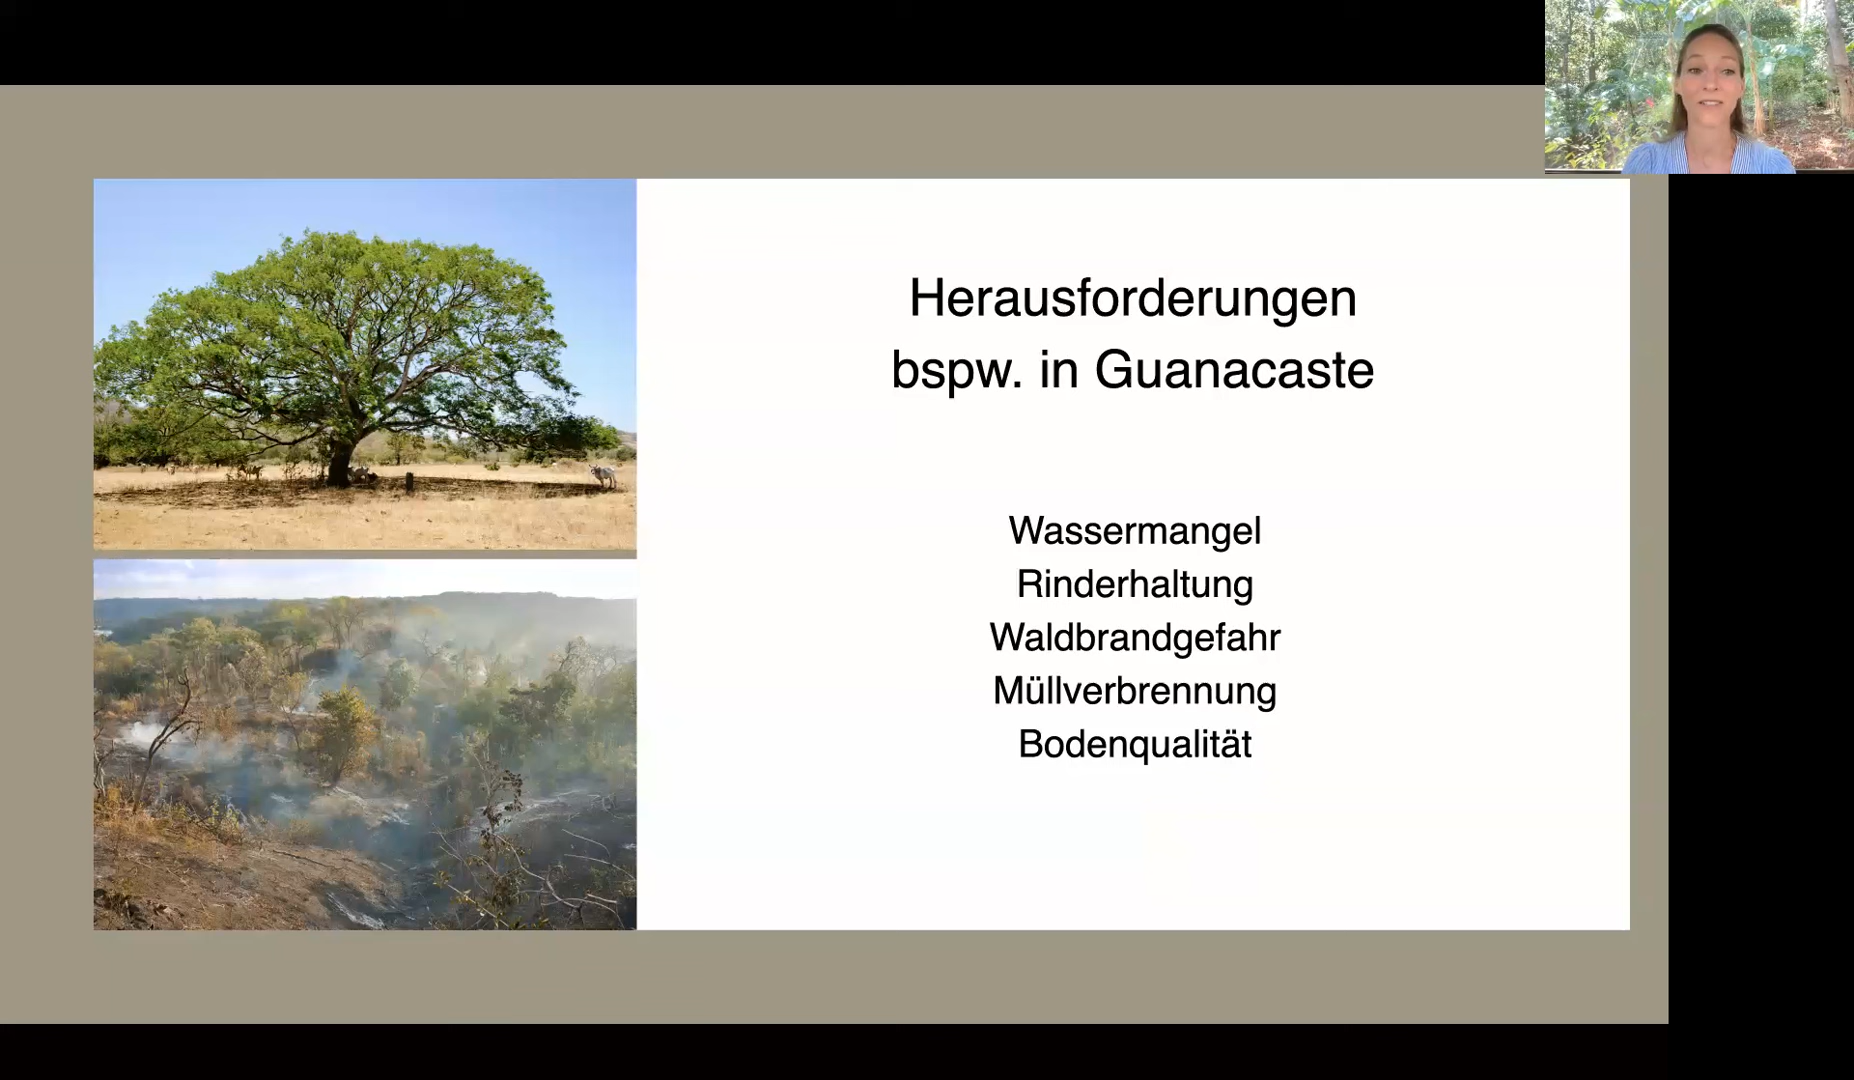 Herausforderungen
bspw. in Guanacaste
Wassermangel
Rinderhaltung
Waldbrandgefahr
Müllverbrennung
Bodenqualität